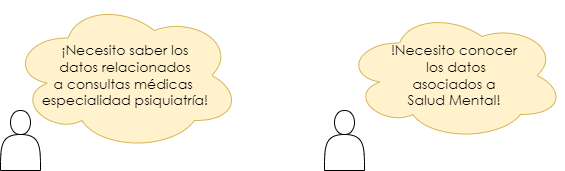 ¡Necesito saber los
datos relacionados
a consultas médicas
especialidad psiquiatría!
!Necesito conocer
los datos
asociados a
Salud Mental!